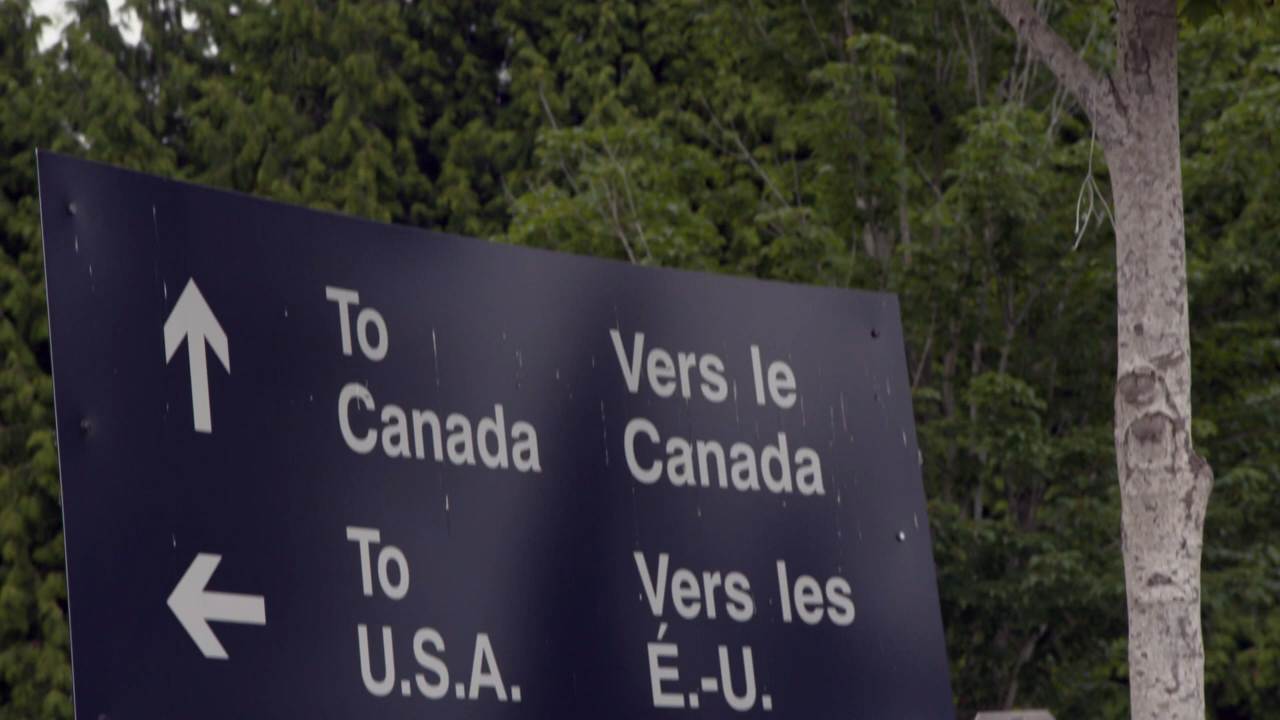 To
Canada
Vers le
Canada
To
U.S.A.
Vers les
É.-U.